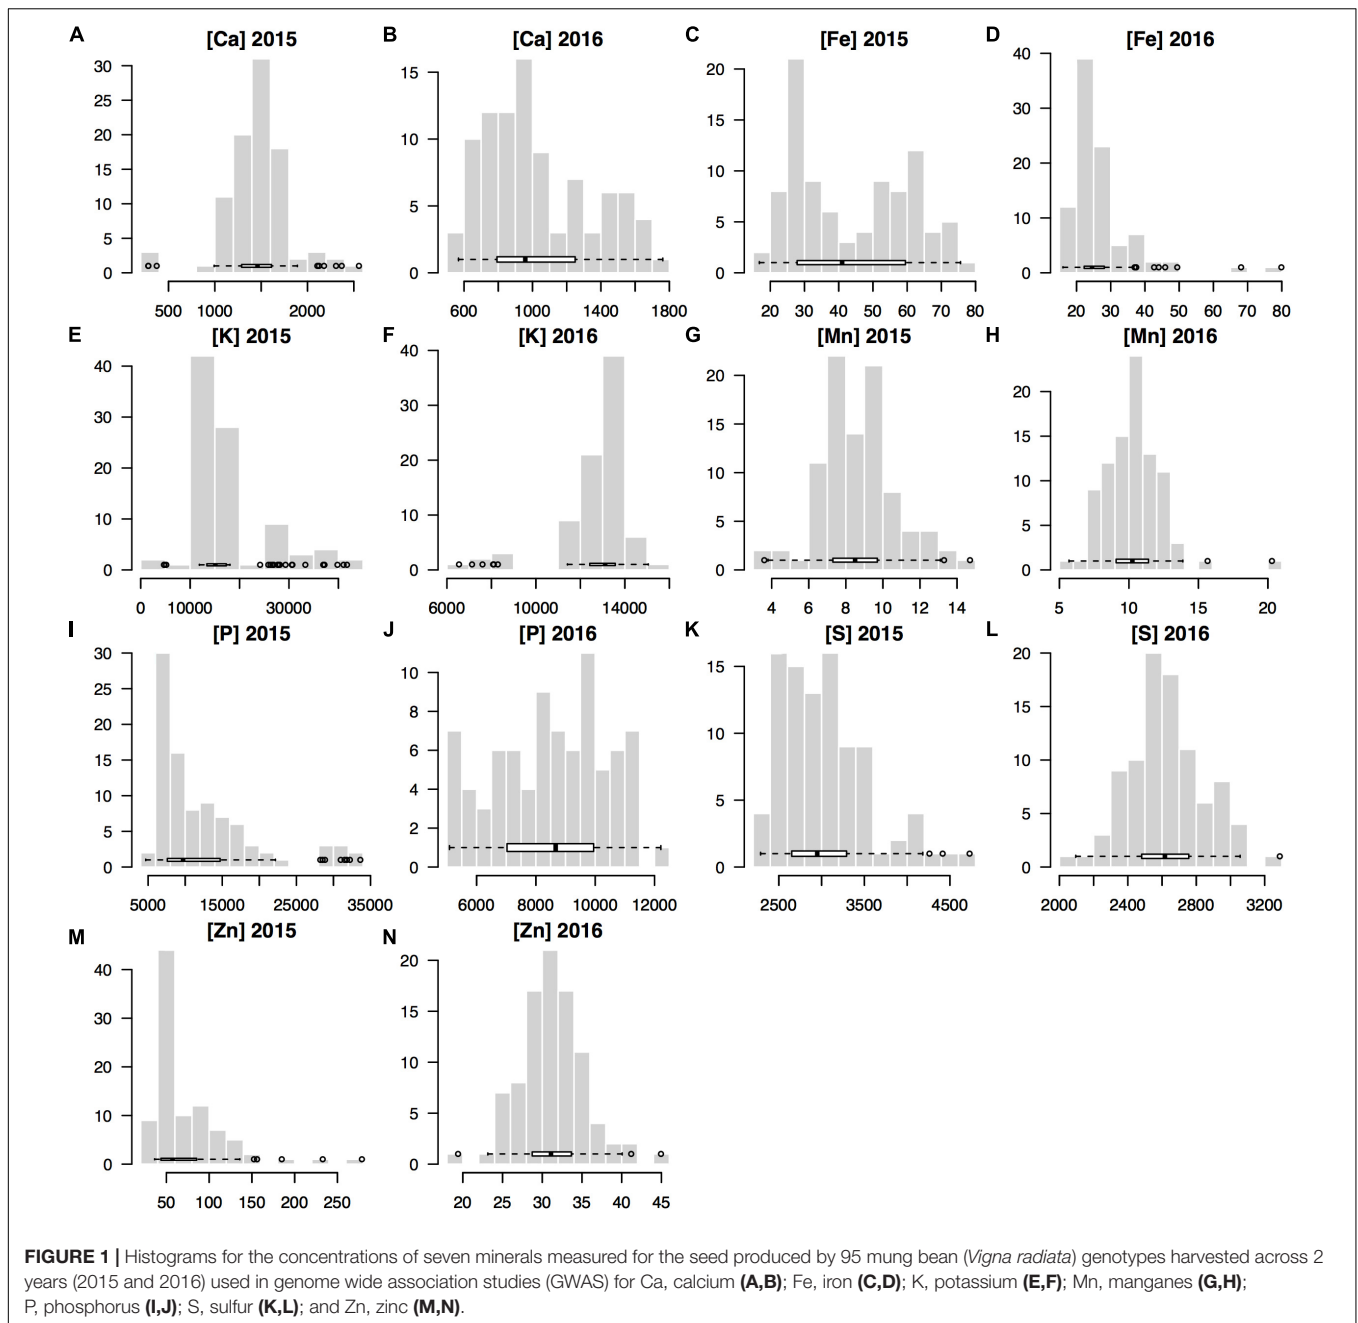 A
[Ca] 2015
30
25
20
15
10
5
0
500 1000 2000
B
[Ca] 2016
15
10
5
0
600 1000 1400 1800
C
[Fe] 2015
20
15
10
5
0
20 30 40 50 60 70 80
D
[Fe] 2016
40
30
20
10
0
20 30 40 50 60 70 80
E
[K] 2015
40
30
20
10
0
0 10000 30000
F
[K] 2016
40
30
20
10
0
6000 10000 14000
G
[Mn] 2015
20
15
10
5
0
4 6 8 10 12 14
H
[Mn] 2016
20
15
10
5
0
5 10 15 20
I
[P] 2015
30
25
20
15
10
5
0
5000 15000 25000 35000
J
[P] 2016
10
8
6
4
2
0
6000 8000 10000 12000
K
[S] 2015
15
10
5
0
2500 3500 4500
L
[S] 2016
20
15
10
5
0
2000 2400 2800 3200
M
[Zn] 2015
40
30
20
10
0
50 100 150 200 250
N
[Zn] 2016
20
15
10
5
0
20 25 30 35 40 45
FIGURE 1 | Histograms for the concentrations of seven minerals measured for the seed produced by 95 mung bean (Vigna radiata) genotypes harvested across 2
years (2015 and 2016) used in genome wide association studies (GWAS) for Ca, calcium (A,B); Fe, iron (C,D); K, potassium (E,F); Mn, manganes (G,H);
P, phosphorus (I,J); S, sulfur (K,L); and Zn, zinc (M,N).